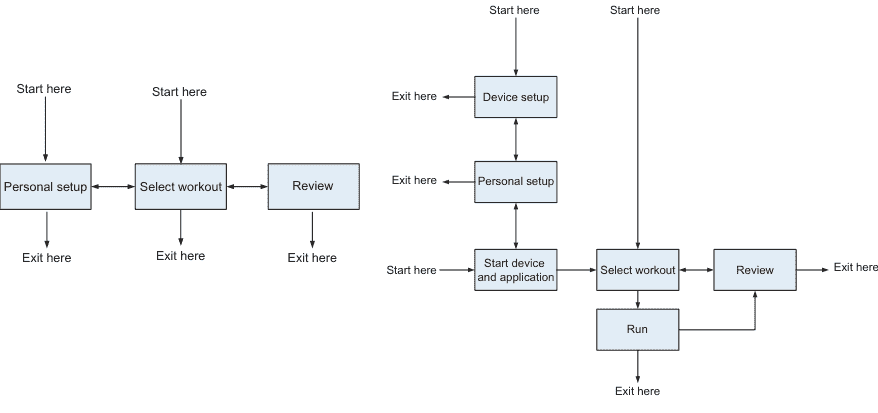 Start here
Start here
Personal setup
Select workout
Review
Exit here
Exit here
Exit here
Start here
Start here
Exit here
Device setup
Exit here
Personal setup
Start here
Start device
and application
Select workout
Review
Exit here
Run
Exit here